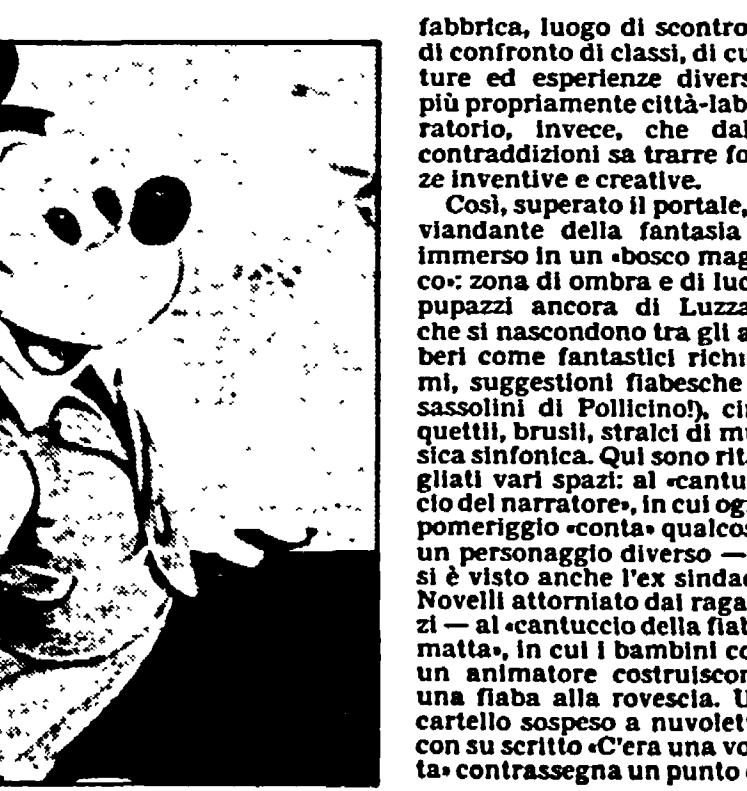 fabbrica, luogo di scontro
di confronto di classi, di cu
ture ed esperienze divers
più propriamente città-lab
ratorio, invece, che dal
contraddizioni sa trarre fo
ze inventive e creative.
Così, superato il portale,
viandante della fantasia
immerso in un «bosco mag
co»: zona di ombra e di luc
pupazzi ancora di Luzza
che si nascondono tra gli a
beri come fantastici richi
mi, suggestioni fiabesche
sassolini di Pollicino!), ci
quettii, brusii, stralci di mu
sica sinfonica. Qui sono rita
gliati vari spazi: al «cantu
cio del narratore», in cui og
pomeriggio «conta» qualcos
un personaggio diverso —
si è visto anche l'ex sindac
Novelli attorniato dai raga
zi — al «cantuccio della fiab
matta», in cui i bambini co
un animatore costruiscon
una fiaba alla rovescia. U
cartello sospeso a nuvolett
con su scritto «C'era una vo
ta» contrassegna un punto